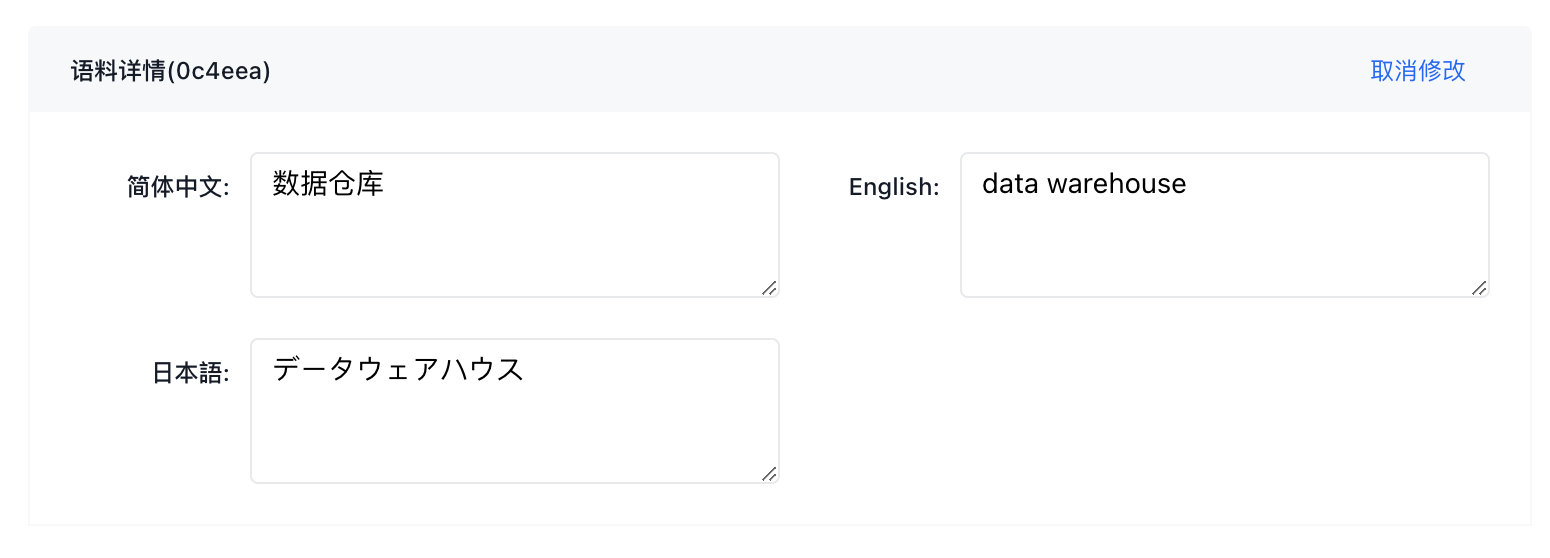 语料详情(0c4eea)
取消修改
简体中文:
数据仓库
English:
data warehouse
日本語:
データウェアハウス